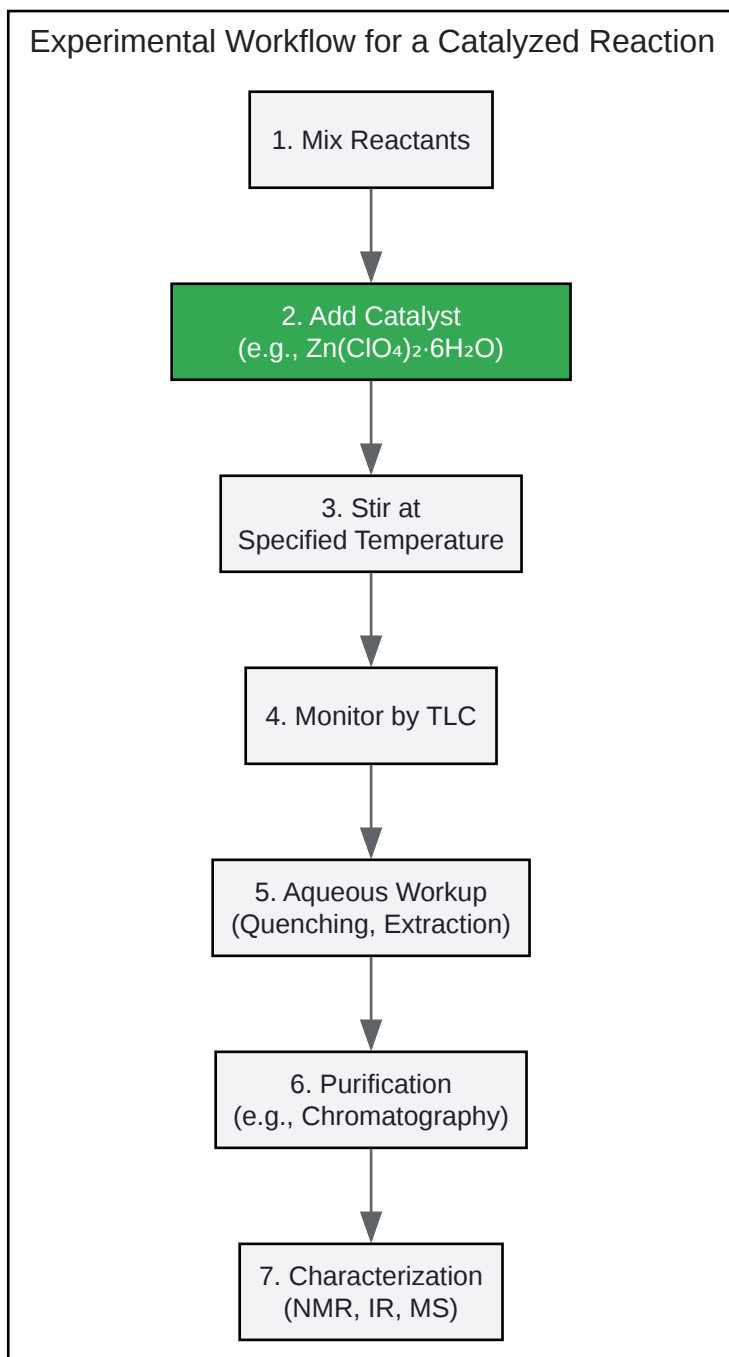 Experimental Workflow for a Catalyzed Reaction
1. Mix Reactants
2. Add Catalyst
(e.g., Zn(ClO₄)₂·6H₂O)
3. Stir at
Specified Temperature
4. Monitor by TLC
5. Aqueous Workup
(Quenching, Extraction)
6. Purification
(e.g., Chromatography)
7. Characterization
(NMR, IR, MS)